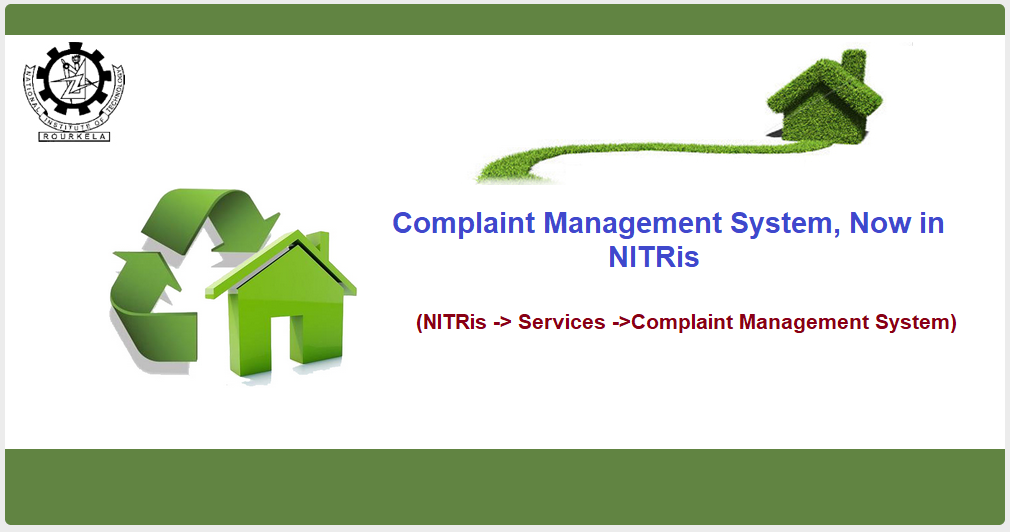 NATIONAL INSTITUTE OF TECHNOLOGY
ROURKELA
Complaint Management System, Now in
NITRis
(NITRis -> Services ->Complaint Management System)